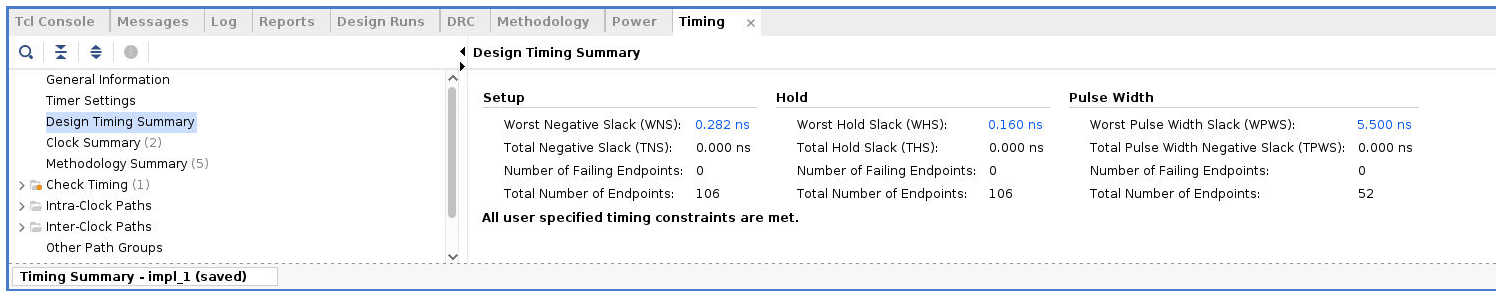 Tcl Console Messages Log Reports Design Runs DRC Methodology Power Timing ×
Design Timing Summary
General Information
Timer Settings
Design Timing Summary
Clock Summary (2)
Methodology Summary (5)
Check Timing (1)
Intra-Clock Paths
Inter-Clock Paths
Other Path Groups
Setup Hold Pulse Width
Worst Negative Slack (WNS): 0.282 ns Worst Hold Slack (WHS): 0.160 ns Worst Pulse Width Slack (WPWS): 5.500 ns
Total Negative Slack (TNS): 0.000 ns Total Hold Slack (THS): 0.000 ns Total Pulse Width Negative Slack (TPWS): 0.000 ns
Number of Failing Endpoints: 0 Number of Failing Endpoints: 0 Number of Failing Endpoints: 0
Total Number of Endpoints: 106 Total Number of Endpoints: 106 Total Number of Endpoints: 52
All user specified timing constraints are met.
Timing Summary - impl_1 (saved)